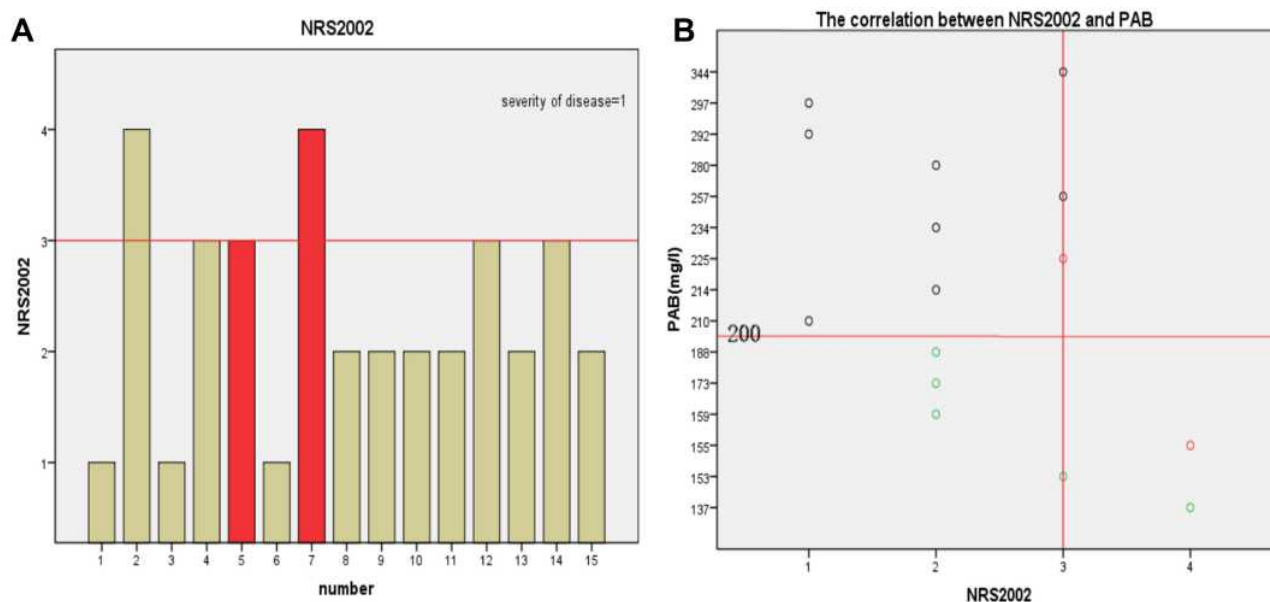 A
NRS2002
severity of disease=1
NRS2002
4
3
2
1
1 2 3 4 5 6 7 8 9 10 11 12 13 14 15
number
B
The correlation between NRS2002 and PAB
PAB(mg/l)
344
297
292
280
257
234
225
214
210
200
188
173
159
155
153
137
1 2 3 4
NRS2002